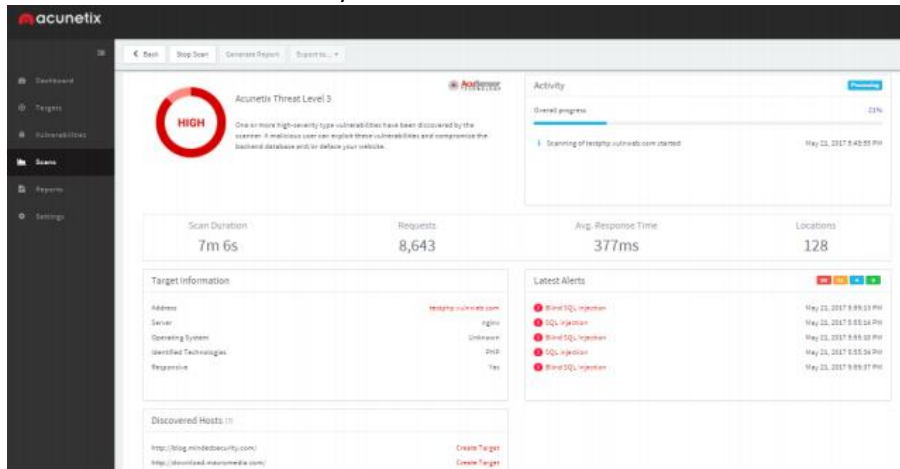 acunetix
Back Stop Scan Generate Report Export to...
Dashboard
Targets
Vulnerabilities
Scans
Reports
Settings
HIGH
Acunetix Threat Level 3
AcuSensor
TECHNOLOGY
One or more high-severity type vulnerabilities have been discovered by the
scanner. A malicious user can exploit these vulnerabilities and compromise the
backend database and/or deface your website.
Activity
Processing
Overall progress 21%
Scanning of testphp.vulnweb.com started May 23, 2017
Scan Duration
7m 6s
Requests
8,643
Avg. Response Time
377ms
Locations
128
Target Information
Address testphp.vulnweb.com
Server nginx
Operating System Unknown
Identified Technologies PHP
Responsive Yes
Latest Alerts
Blind SQL Injection
SQL Injection
Blind SQL Injection
SQL Injection
Blind SQL Injection
Discovered Hosts
http://blog.mindedsecurity.com/ Create Target
http://download.macromedia.com/ Create Target